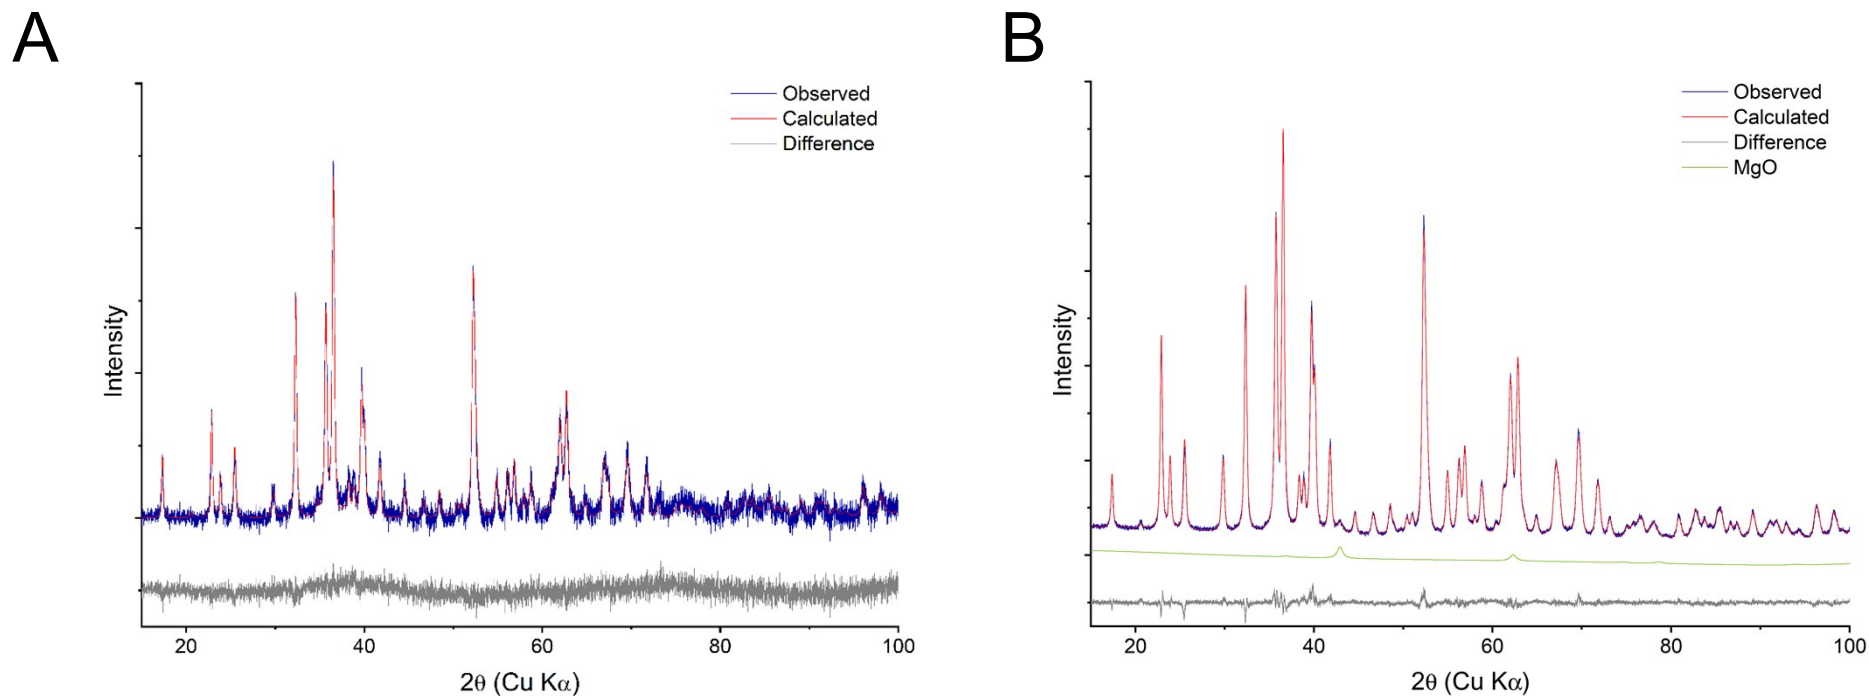 A
Observed
Calculated
Difference
Intensity
20 40 60 80 100
2θ (Cu Kα)
B
Observed
Calculated
Difference
MgO
Intensity
20 40 60 80 100
2θ (Cu Kα)